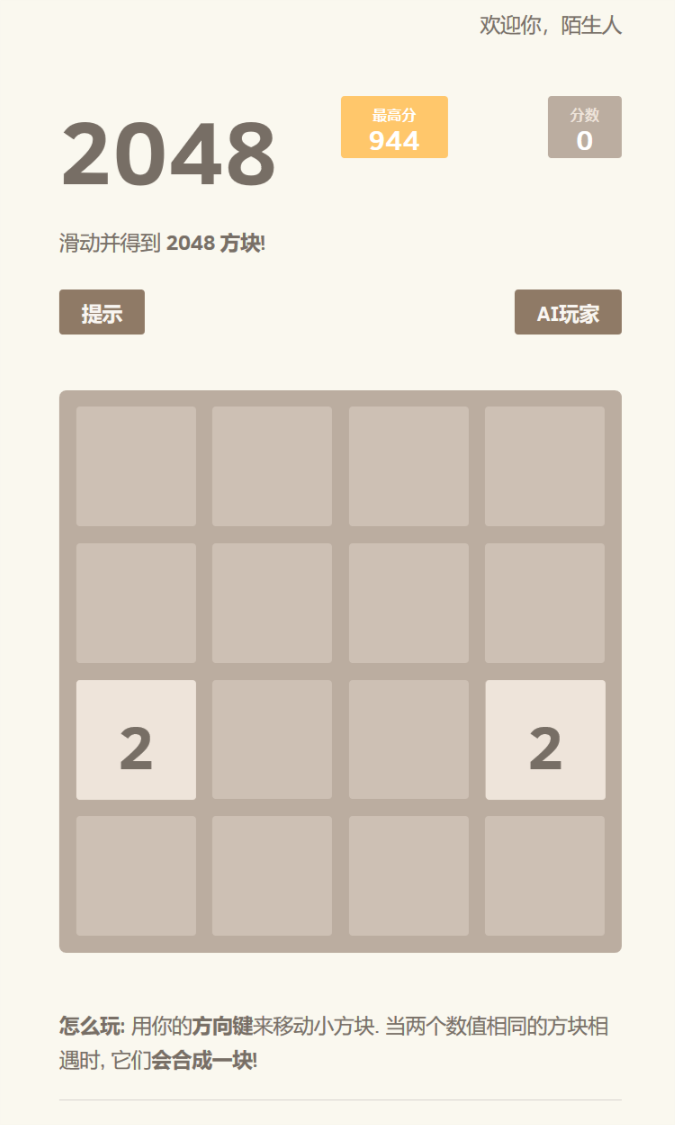 欢迎你，陌生人
2048
最高分
944
分数
0
滑动并得到 2048 方块!
提示
AI玩家
2
2
怎么玩: 用你的方向键来移动小方块. 当两个数值相同的方块相
遇时, 它们会合成一块!